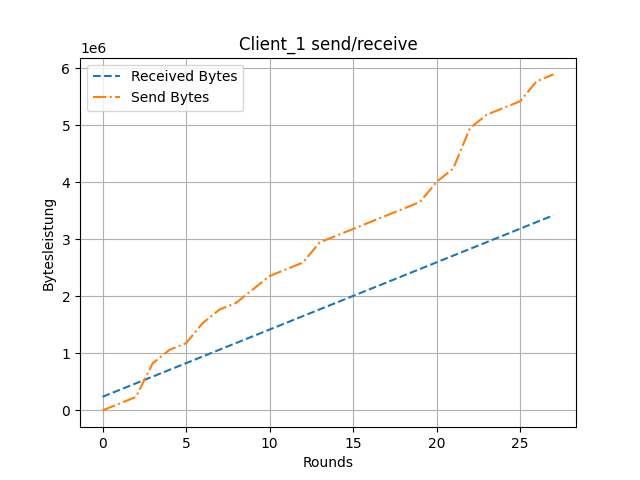 Client_1 send/receive
1e6
Received Bytes
Send Bytes
6
5
4
3
2
1
0
Bytesleistung
0 5 10 15 20 25
Rounds